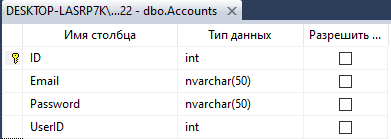 DESKTOP-LASRP7K\...22 - dbo.Accounts
Имя столбца Тип данных Разрешить ...
ID int
Email nvarchar(50)
Password nvarchar(50)
UserID int